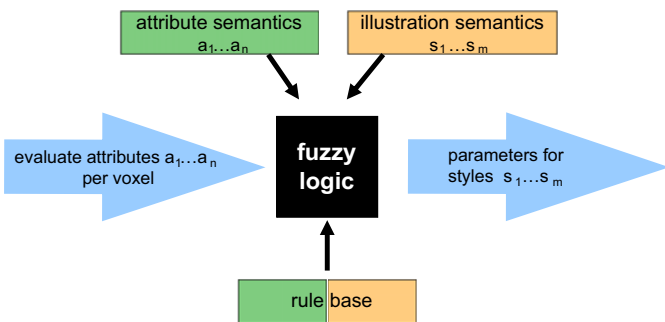 attribute semantics
a₁...aₙ
illustration semantics
s₁...sₘ
evaluate attributes a₁...aₙ
per voxel
fuzzy
logic
parameters for
styles s₁...sₘ
rule base